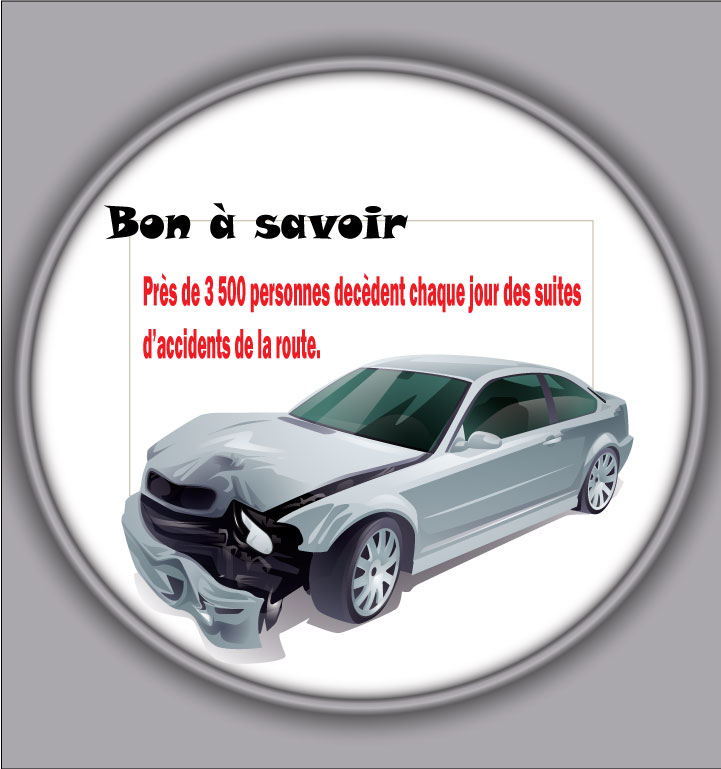 Bon à savoir
Près de 3 500 personnes decèdent chaque jour des suites
d'accidents de la route.